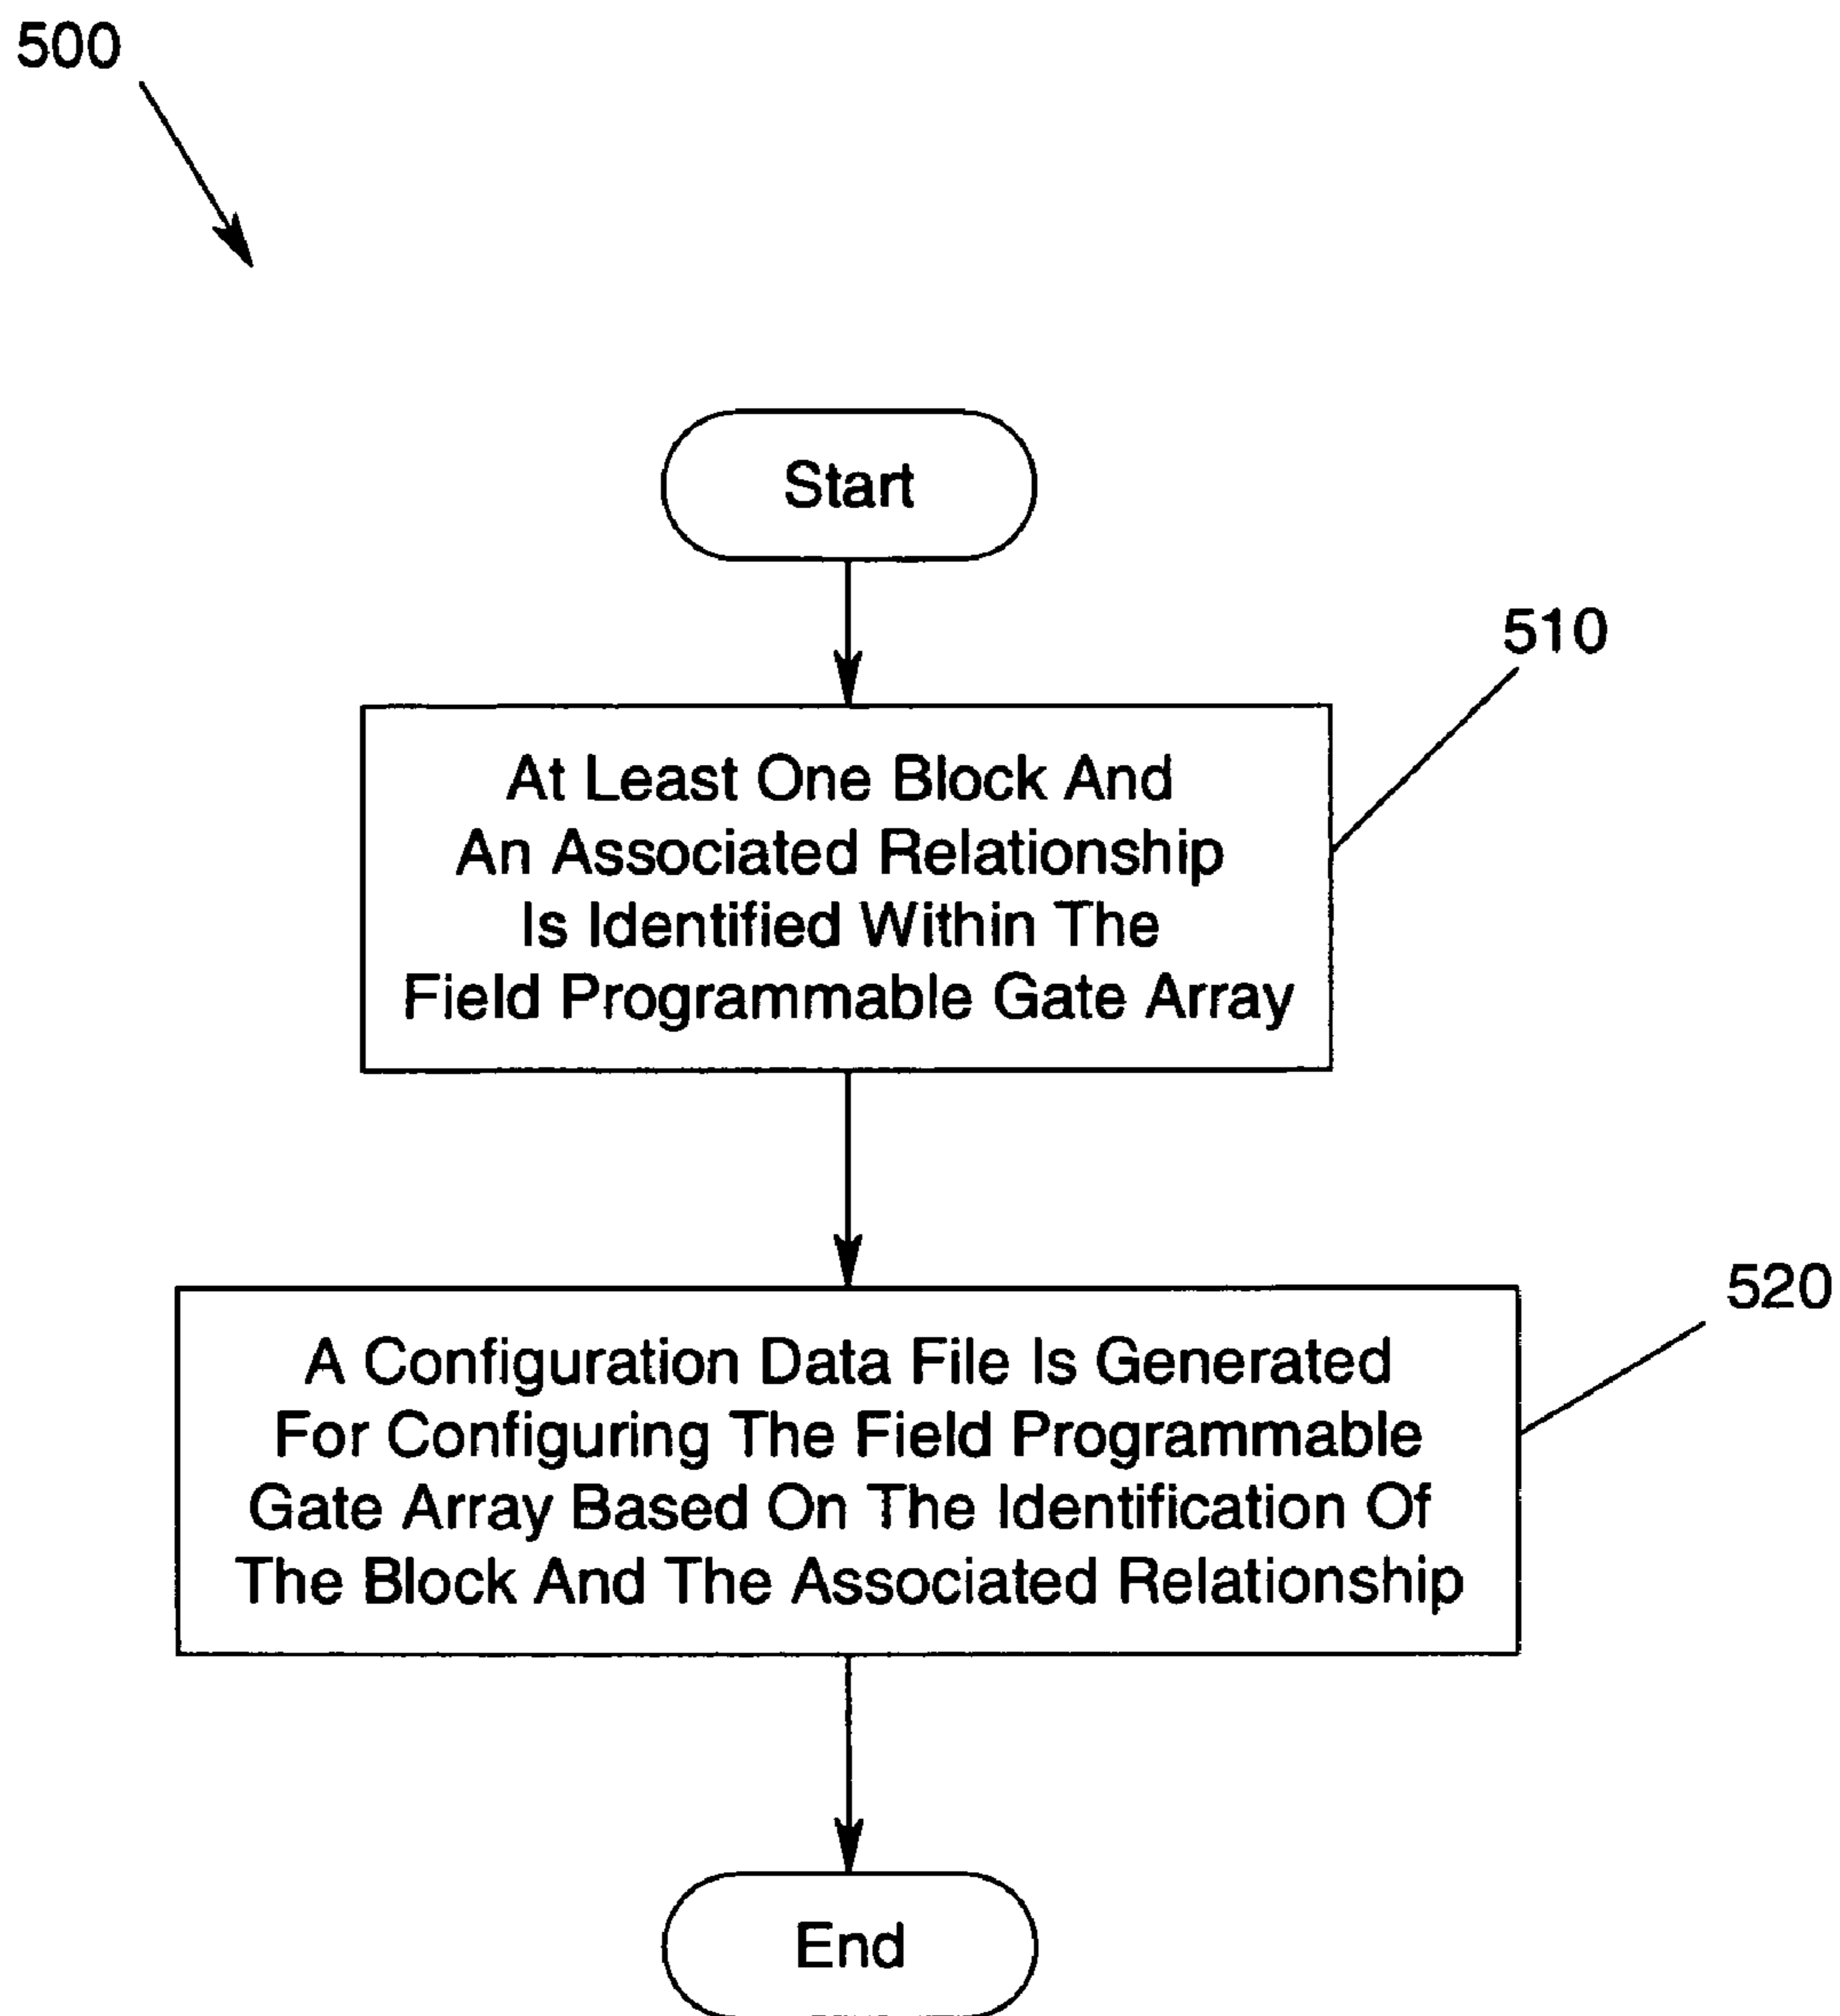 500
Start
510
At Least One Block And
An Associated Relationship
Is Identified Within The
Field Programmable Gate Array
520
A Configuration Data File Is Generated
For Configuring The Field Programmable
Gate Array Based On The Identification Of
The Block And The Associated Relationship
End